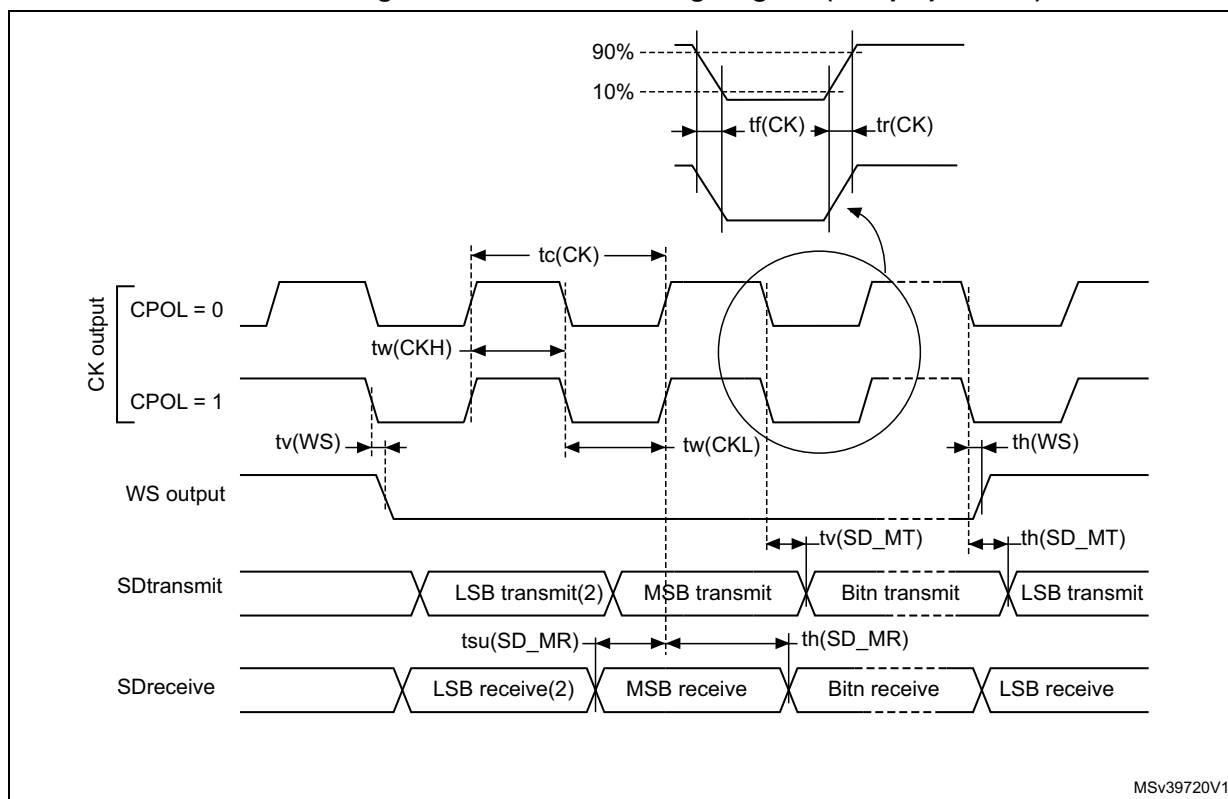 90%
10%
tf(CK)
tr(CK)
tc(CK)
CK output
CPOL = 0
tw(CKH)
CPOL = 1
tv(WS)
tw(CKL)
th(WS)
WS output
tv(SD_MT)
th(SD_MT)
SDtransmit
LSB transmit(2)
MSB transmit
Bitn transmit
LSB transmit
tsu(SD_MR)
th(SD_MR)
SDreceive
LSB receive(2)
MSB receive
Bitn receive
LSB receive
MSv39720V1